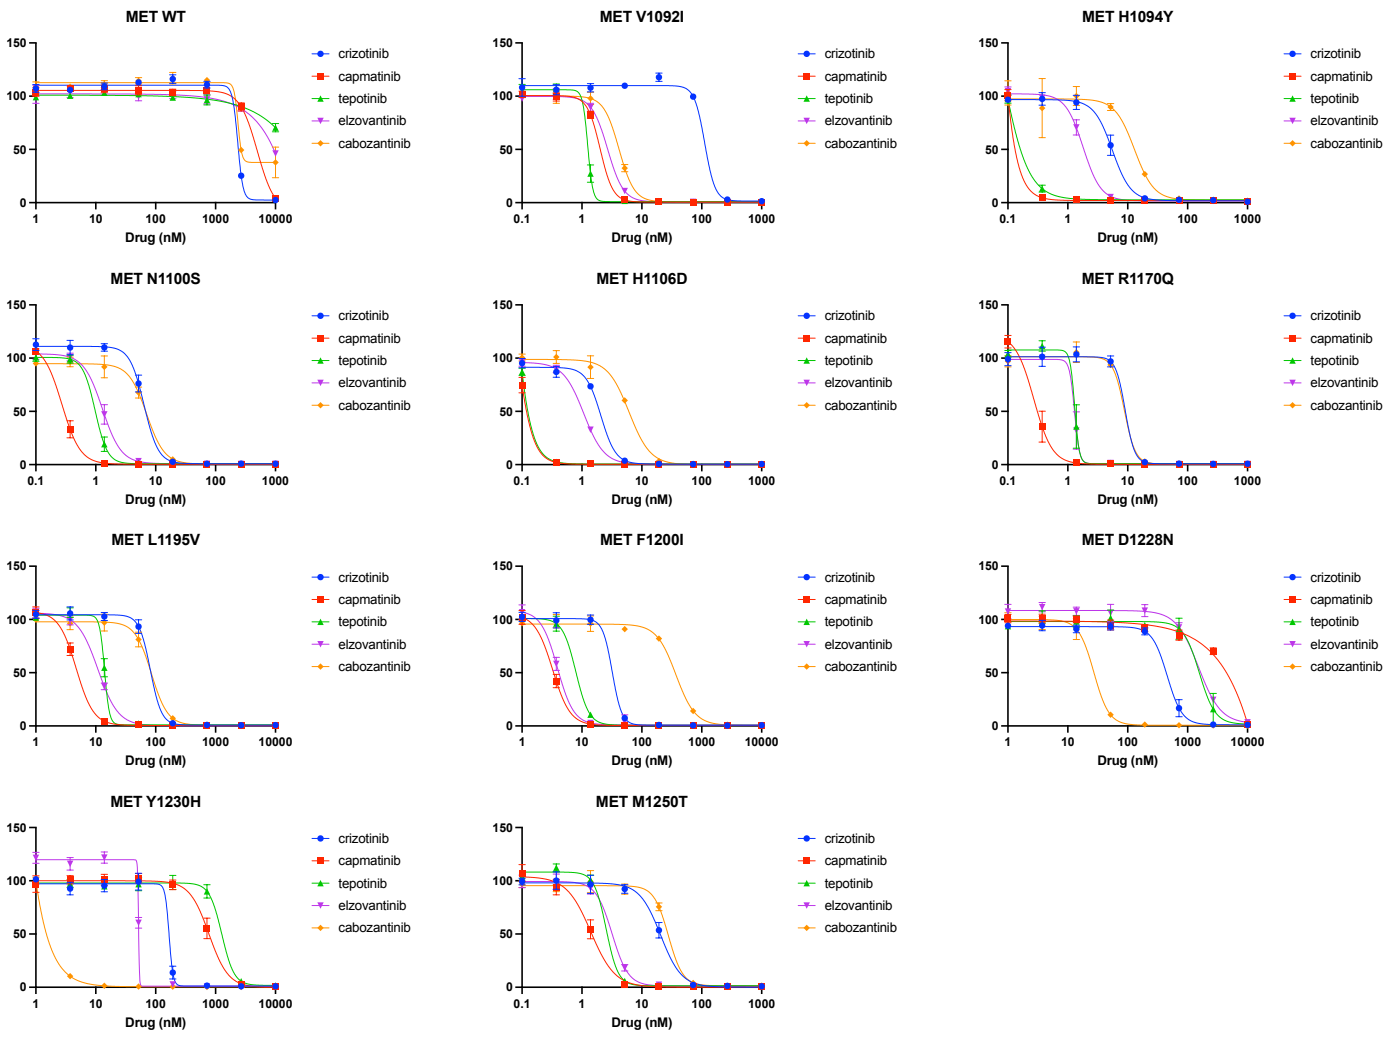 MET WT
150
100
50
0
1
10
100
1000
10000
Drug (nM)
crizotinib
capmatinib
tepotinib
elzovantinib
cabozantinib
MET V1092I
150
100
50
0
0.1
1
10
100
1000
Drug (nM)
crizotinib
capmatinib
tepotinib
elzovantinib
cabozantinib
MET H1094Y
150
100
50
0
0.1
1
10
100
1000
Drug (nM)
crizotinib
capmatinib
tepotinib
elzovantinib
cabozantinib
MET N1100S
150
100
50
0
0.1
1
10
100
1000
Drug (nM)
crizotinib
capmatinib
tepotinib
elzovantinib
cabozantinib
MET H1106D
150
100
50
0
0.1
1
10
100
1000
Drug (nM)
crizotinib
capmatinib
tepotinib
elzovantinib
cabozantinib
MET R1170Q
150
100
50
0
0.1
1
10
100
1000
Drug (nM)
crizotinib
capmatinib
tepotinib
elzovantinib
cabozantinib
MET L1195V
150
100
50
0
1
10
100
1000
10000
Drug (nM)
crizotinib
capmatinib
tepotinib
elzovantinib
cabozantinib
MET F1200I
150
100
50
0
0.1
1
10
100
1000
10000
Drug (nM)
crizotinib
capmatinib
tepotinib
elzovantinib
cabozantinib
MET D1228N
150
100
50
0
1
10
100
1000
10000
Drug (nM)
crizotinib
capmatinib
tepotinib
elzovantinib
cabozantinib
MET Y1230H
150
100
50
0
1
10
100
1000
10000
Drug (nM)
crizotinib
capmatinib
tepotinib
elzovantinib
cabozantinib
MET M1250T
150
100
50
0
0.1
1
10
100
1000
Drug (nM)
crizotinib
capmatinib
tepotinib
elzovantinib
cabozantinib